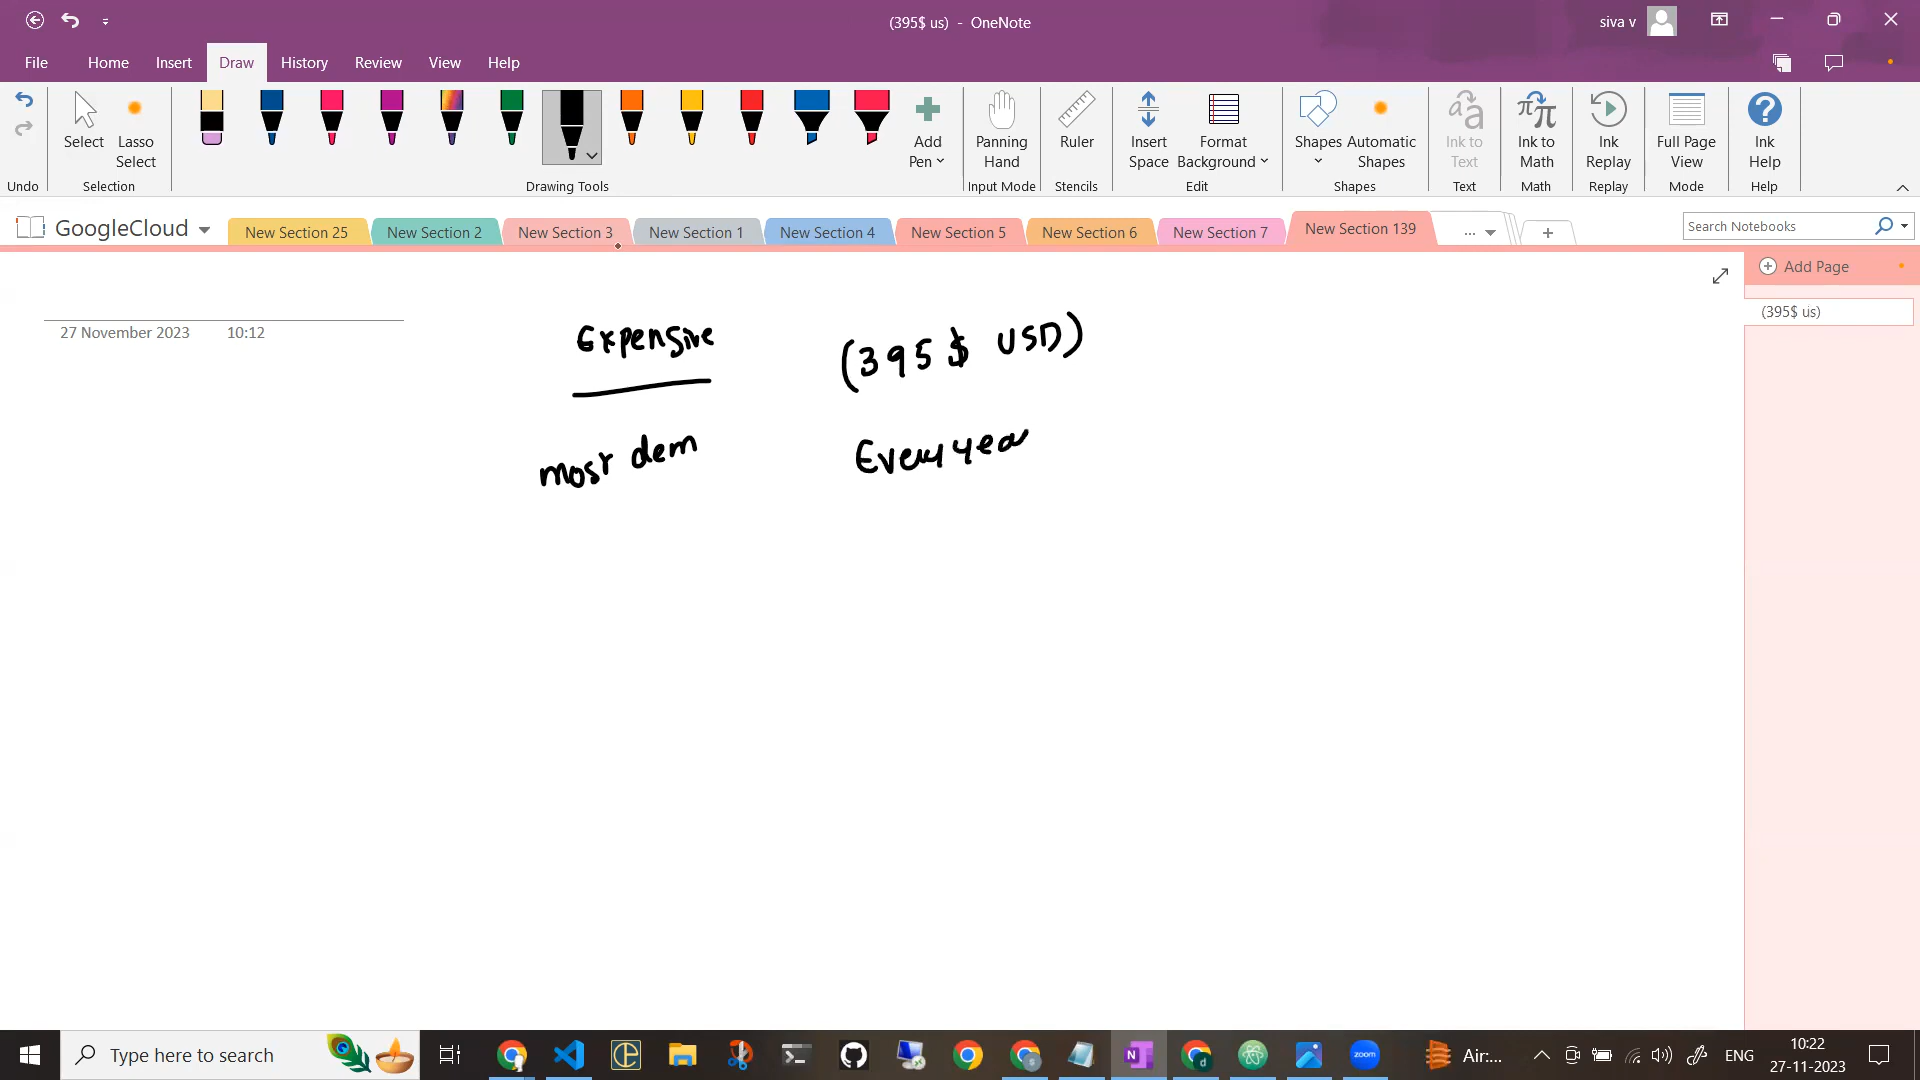 (395$ us) - OneNote
siva v
File Home Insert Draw History Review View Help
Select
Lasso Select
Add Pen
Panning Hand
Ruler
Insert Space
Format Background
Shapes
Automatic Shapes
Ink to Text
Ink to Math
Ink Replay
Full Page View
Ink Help
Undo Selection Drawing Tools Input Mode Stencils Edit Shapes Text Math Replay Mode Help
GoogleCloud New Section 25 New Section 2 New Section 3 New Section 1 New Section 4 New Section 5 New Section 6 New Section 7 New Section 139 ... Search Notebooks
Add Page
(395$ us)
27 November 2023 10:12
Expensive (395 $ USD)
most dem Every year
Type here to search
Air:... ENG
10:22
27-11-2023
zoom